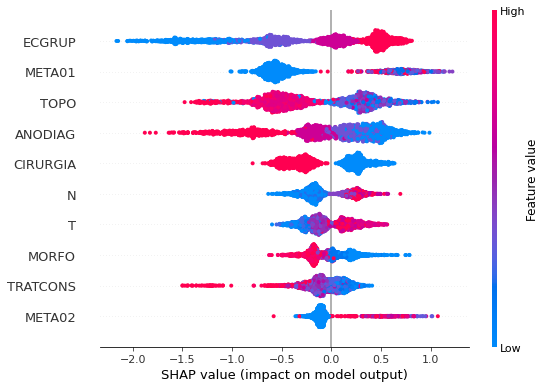 High
ECGRUP
META01
TOPO
ANODIAG
CIRURGIA
N
T
MORFO
TRATCONS
META02
Feature value
Low
−2.0 −1.5 −1.0 −0.5 0.0 0.5 1.0
SHAP value (impact on model output)